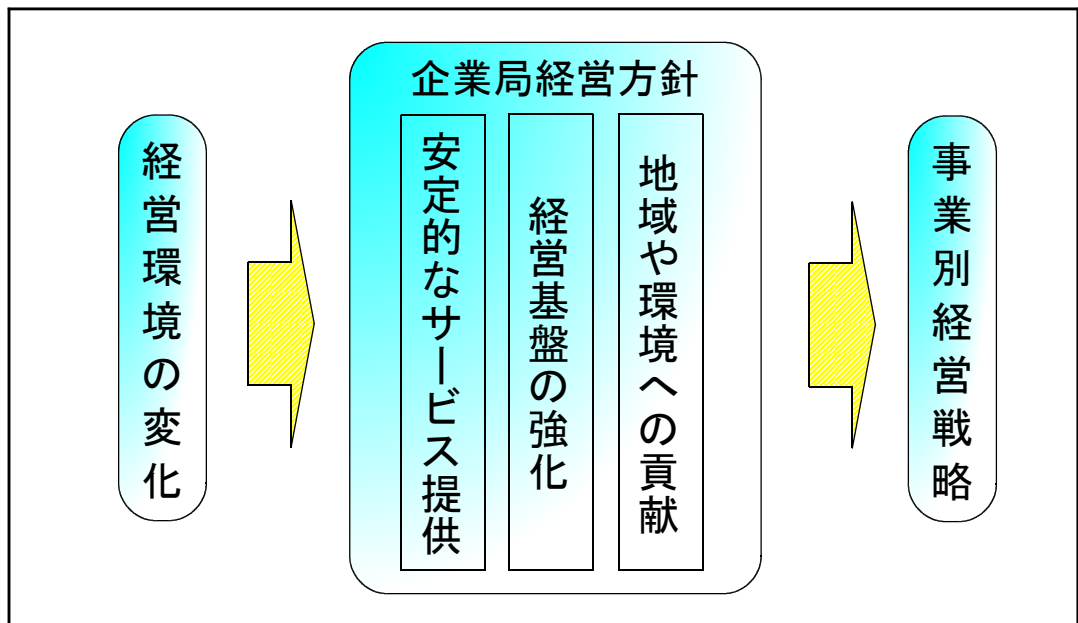 経営環境の変化
企業局経営方針
安定的なサービス提供
経営基盤の強化
地域や環境への貢献
事業別経営戦略